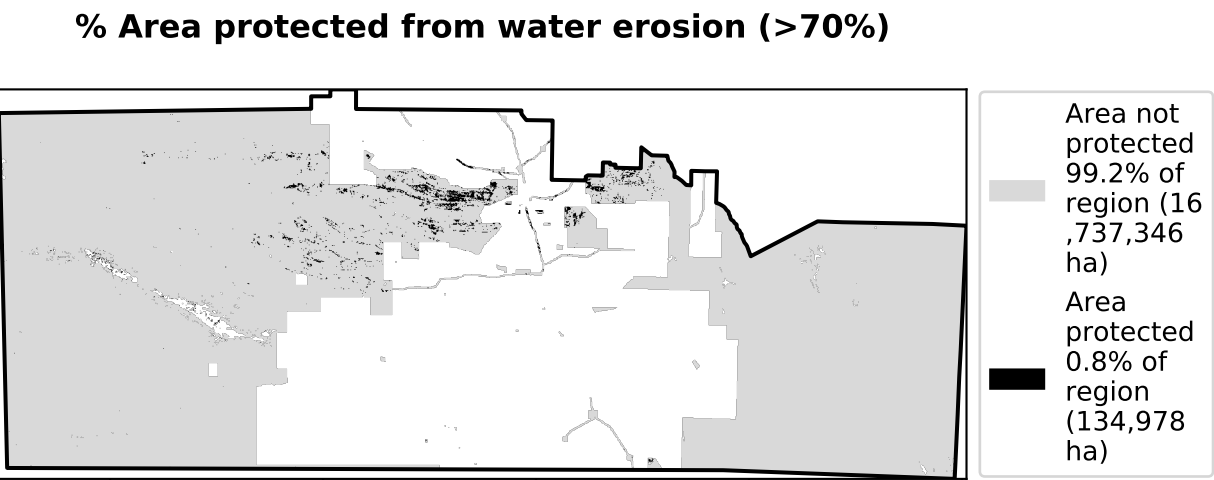 % Area protected from water erosion (>70%)
Area not
protected
99.2% of
region (16
,737,346
ha)
Area
protected
0.8% of
region
(134,978
ha)